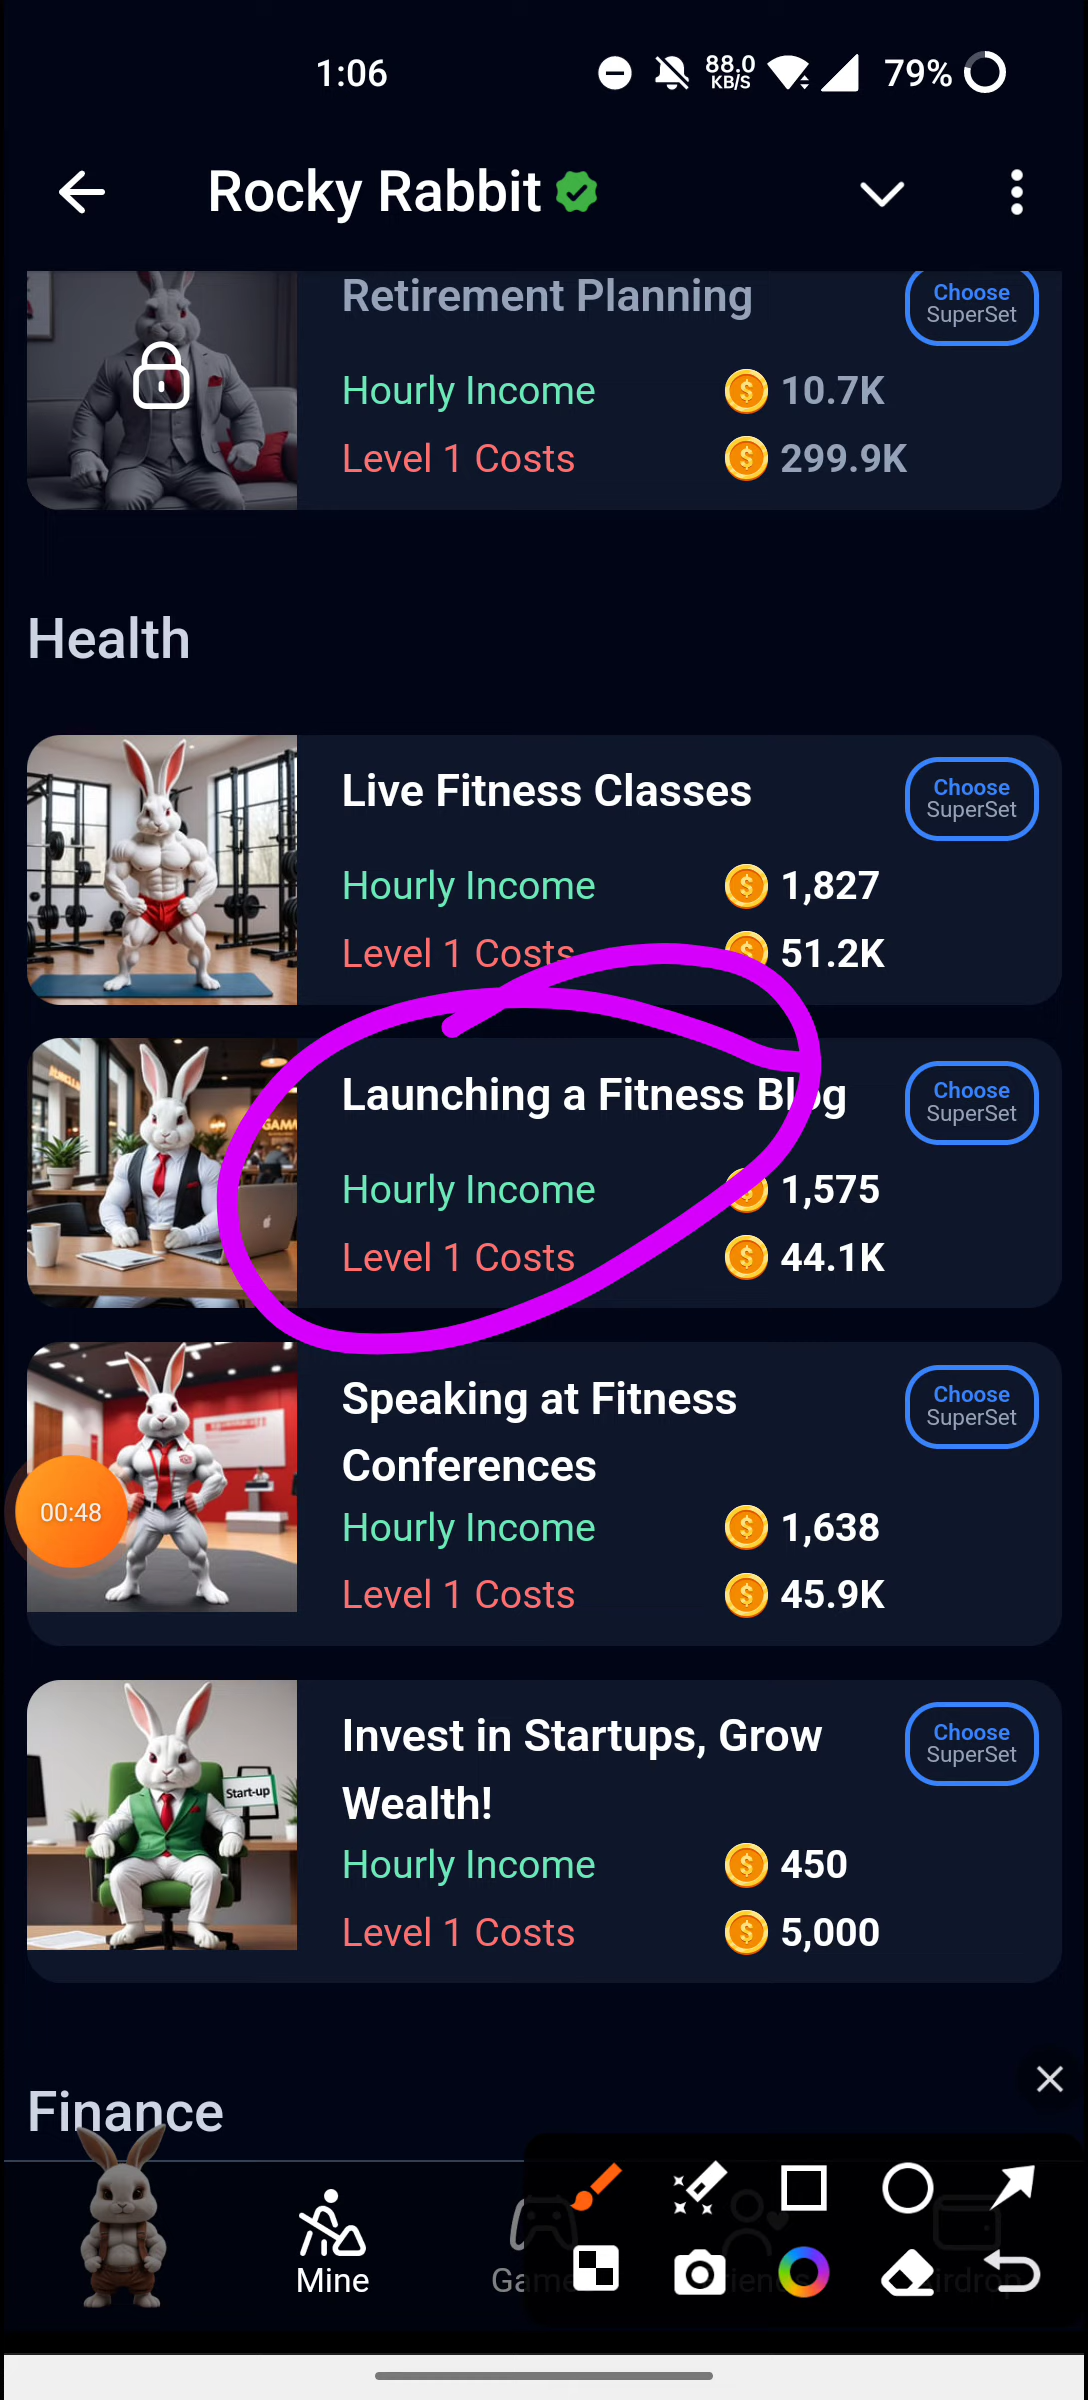 1:06
88.0
KB/S
79%
Rocky Rabbit
Retirement Planning
Choose
SuperSet
Hourly Income
10.7K
Level 1 Costs
299.9K
Health
Live Fitness Classes
Choose
SuperSet
Hourly Income
1,827
Level 1 Costs
51.2K
Launching a Fitness Blog
Choose
SuperSet
Hourly Income
1,575
Level 1 Costs
44.1K
Speaking at Fitness
Conferences
Choose
SuperSet
Hourly Income
1,638
Level 1 Costs
45.9K
00:48
Invest in Startups, Grow
Wealth!
Choose
SuperSet
Start-up
Hourly Income
450
Level 1 Costs
5,000
Finance
Mine